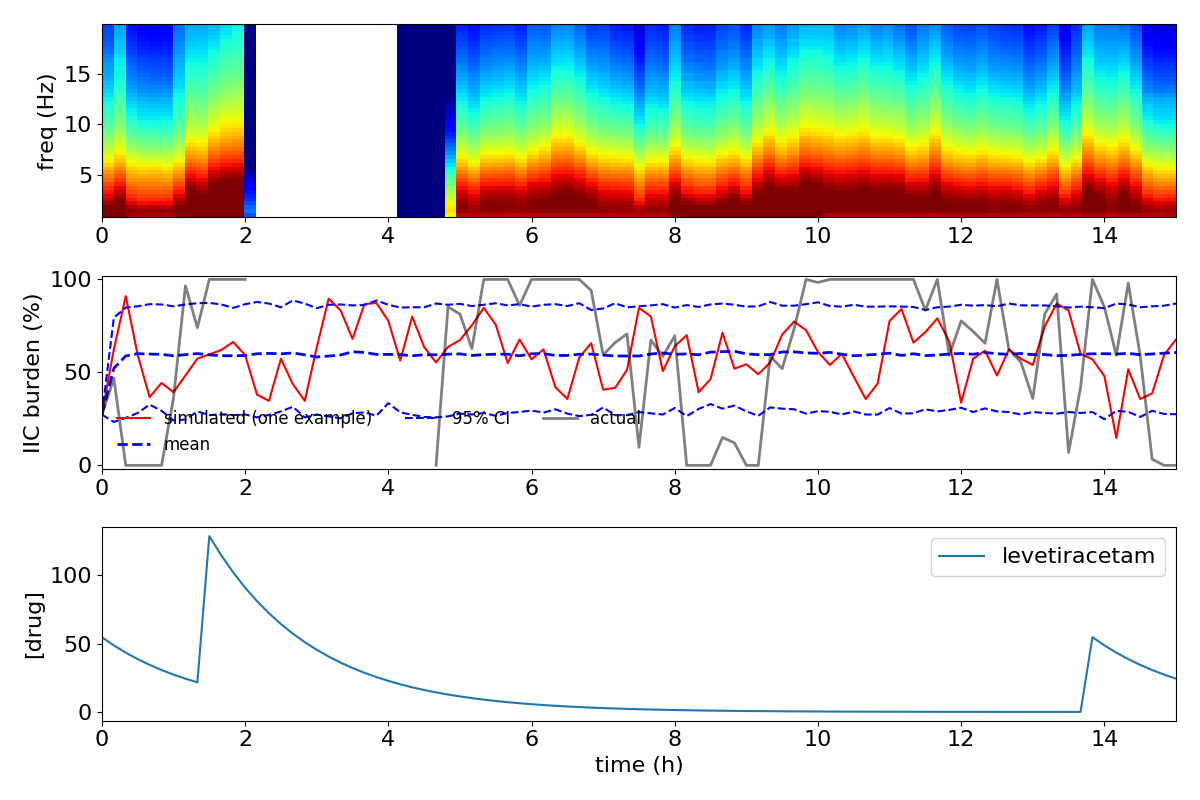 freq (Hz)
15
10
5
0 2 4 6 8 10 12 14
IIC burden (%)
100
50
0
simulated (one example) 95% CI actual
mean
0 2 4 6 8 10 12 14
[drug]
100
50
0
levetiracetam
0 2 4 6 8 10 12 14
time (h)